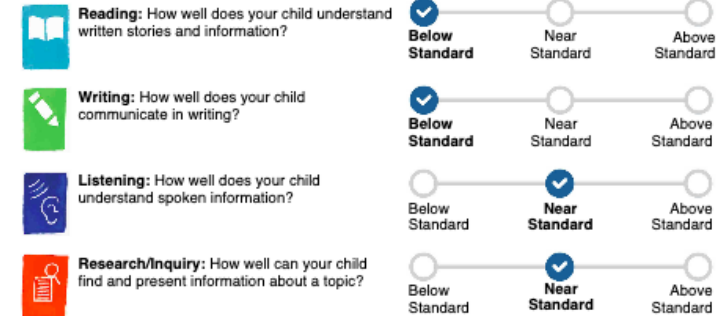 Reading: How well does your child understand
written stories and information?
Below
Standard
Near
Standard
Above
Standard
Writing: How well does your child
communicate in writing?
Below
Standard
Near
Standard
Above
Standard
Listening: How well does your child
understand spoken information?
Below
Standard
Near
Standard
Above
Standard
Research/Inquiry: How well can your child
find and present information about a topic?
Below
Standard
Near
Standard
Above
Standard